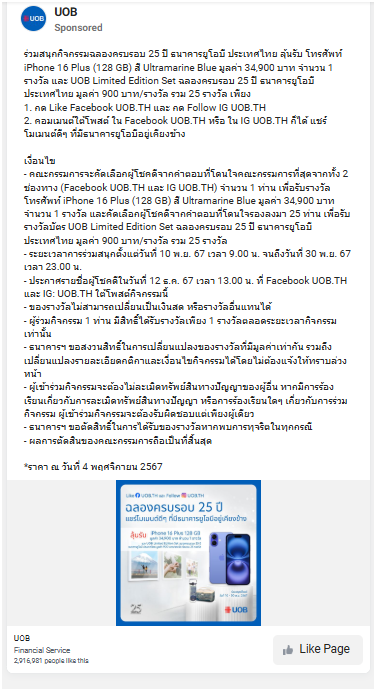 UOB
Sponsored
ร่วมสนุกกิจกรรมฉลองครบรอบ 25 ปี ธนาคารยูโอบี ประเทศไทย ลุ้นรับ โทรศัพท์
iPhone 16 Plus (128 GB) สี Ultramarine Blue มูลค่า 34,900 บาท จำนวน 1
รางวัล และ UOB Limited Edition Set ฉลองครบรอบ 25 ปี ธนาคารยูโอบี
ประเทศไทย มูลค่า 900 บาท/รางวัล รวม 25 รางวัล เพียง
1. กด Like Facebook UOB.TH และ กด Follow IG UOB.TH
2. คอมเมนต์ใต้โพสต์ ใน Facebook UOB.TH หรือ ใน IG UOB.TH ก็ได้ แชร์
โมเมนต์ดีๆ ที่มีธนาคารยูโอบีอยู่เคียงข้าง
เงื่อนไข
- คณะกรรมการจะคัดเลือกผู้โชคดีจากคำตอบที่โดนใจคณะกรรมการที่สุดจากทั้ง 2
ช่องทาง (Facebook UOB.TH และ IG UOB.TH) จำนวน 1 ท่าน เพื่อรับรางวัล
โทรศัพท์ iPhone 16 Plus (128 GB) สี Ultramarine Blue มูลค่า 34,900 บาท
จำนวน 1 รางวัล และคัดเลือกผู้โชคดีจากคำตอบที่โดนใจรองลงมา 25 ท่าน เพื่อรับ
รางวัลบัตร UOB Limited Edition Set ฉลองครบรอบ 25 ปี ธนาคารยูโอบี
ประเทศไทย มูลค่า 900 บาท/รางวัล รวม 25 รางวัล
- ระยะเวลาการร่วมสนุกตั้งแต่วันที่ 10 พ.ย. 67 เวลา 9.00 น. จนถึงวันที่ 30 พ.ย. 67
เวลา 23.00 น.
- ประกาศรายชื่อผู้โชคดีในวันที่ 12 ธ.ค. 67 เวลา 13.00 น. ที่ Facebook UOB.TH
และ IG: UOB.TH ใต้โพสต์กิจกรรมนี้
- ของรางวัลไม่สามารถเปลี่ยนเป็นเงินสด หรือรางวัลอื่นแทนได้
- ผู้ร่วมกิจกรรม 1 ท่าน มีสิทธิ์ได้รับรางวัลเพียง 1 รางวัลตลอดระยะเวลากิจกรรม
เท่านั้น
- ธนาคารฯ ขอสงวนสิทธิ์ในการเปลี่ยนแปลงของรางวัลที่มีมูลค่าเท่ากัน รวมถึง
เปลี่ยนแปลงรายละเอียดกติกาและเงื่อนไขกิจกรรมได้โดยไม่ต้องแจ้งให้ทราบล่วง
หน้า
- ผู้เข้าร่วมกิจกรรมจะต้องไม่ละเมิดทรัพย์สินทางปัญญาของผู้อื่น หากมีการร้อง
เรียนเกี่ยวกับการละเมิดทรัพย์สินทางปัญญา หรือการร้องเรียนใดๆ เกี่ยวกับการร่วม
กิจกรรม ผู้เข้าร่วมกิจกรรมจะต้องรับผิดชอบแต่เพียงผู้เดียว
- ธนาคารฯ ขอตัดสิทธิ์ในการได้รับของรางวัลหากพบการทุจริตในทุกกรณี
- ผลการตัดสินของคณะกรรมการถือเป็นที่สิ้นสุด
*ราคา ณ วันที่ 4 พฤศจิกายน 2567
Like UOB.TH และ Follow UOB.TH
ฉลองครบรอบ 25 ปี
แชร์โมเมนต์ดีๆ ที่มีธนาคารยูโอบีอยู่เคียงข้าง
ลุ้นรับ iPhone 16 Plus 128 GB
25
UOB
UOB
Financial Service
2,916,981 people like this
Like Page